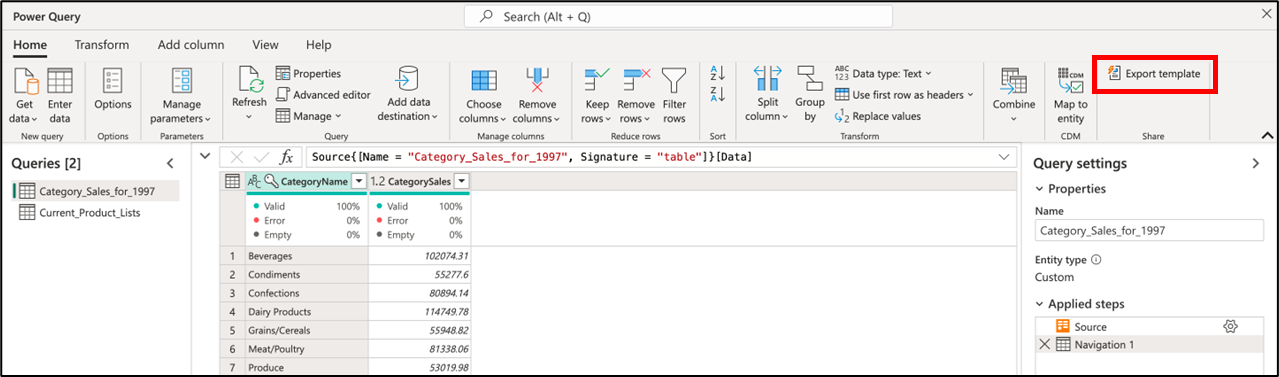 Power Query
Search (Alt + Q)
Home Transform Add column View Help
Get data
Enter data
New query
Options
Options
Manage parameters
Parameters
Refresh
Properties
Advanced editor
Manage
Add data destination
Query
Choose columns
Remove columns
Manage columns
Keep rows
Remove rows
Filter rows
Reduce rows
A
Z
Z
A
Sort
Split column
Group by
ABC
123
Data type: Text
Use first row as headers
1
2
Replace values
Transform
Combine
CDM
Map to entity
CDM
Export template
Share
Queries [2]
Category_Sales_for_1997
Current_Product_Lists
fx
Source{[Name = "Category_Sales_for_1997", Signature = "table"]}[Data]
ABC CategoryName 1.2 CategorySales
Valid 100% Valid 100%
Error 0% Error 0%
Empty 0% Empty 0%
1 Beverages 102074.31
2 Condiments 55277.6
3 Confections 80894.14
4 Dairy Products 114749.78
5 Grains/Cereals 55948.82
6 Meat/Poultry 81338.06
7 Produce 53019.98
Query settings
Properties
Name
Category_Sales_for_1997
Entity type
Custom
Applied steps
Source
Navigation 1